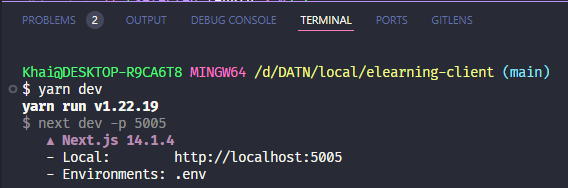 PROBLEMS 2 OUTPUT DEBUG CONSOLE TERMINAL PORTS GITLENS
Khai@DESKTOP-R9CA6T8 MINGW64 /d/DATN/local/elearning-client (main)
$ yarn dev
yarn run v1.22.19
$ next dev -p 5005
▲ Next.js 14.1.4
- Local: http://localhost:5005
- Environments: .env